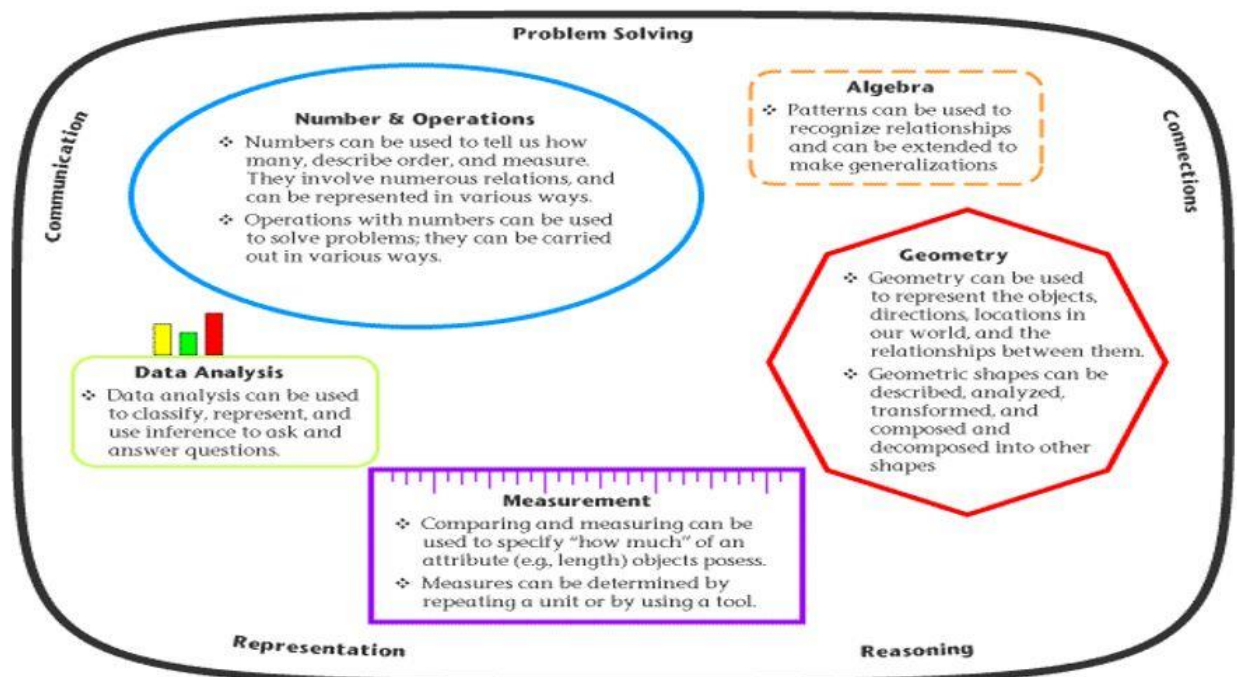 Problem Solving
Communication
Connections
Number & Operations
❖ Numbers can be used to tell us how
many, describe order, and measure.
They involve numerous relations, and
can be represented in various ways.
❖ Operations with numbers can be used
to solve problems; they can be carried
out in various ways.
Algebra
❖ Patterns can be used to
recognize relationships
and can be extended to
make generalizations
Geometry
❖ Geometry can be used
to represent the objects,
directions, locations in
our world, and the
relationships between them.
❖ Geometric shapes can be
described, analyzed,
transformed, and
composed and
decomposed into other
shapes
Data Analysis
❖ Data analysis can be used
to classify, represent, and
use inference to ask and
answer questions.
Measurement
❖ Comparing and measuring can be
used to specify “how much” of an
attribute (e.g., length) objects posess.
❖ Measures can be determined by
repeating a unit or by using a tool.
Representation
Reasoning